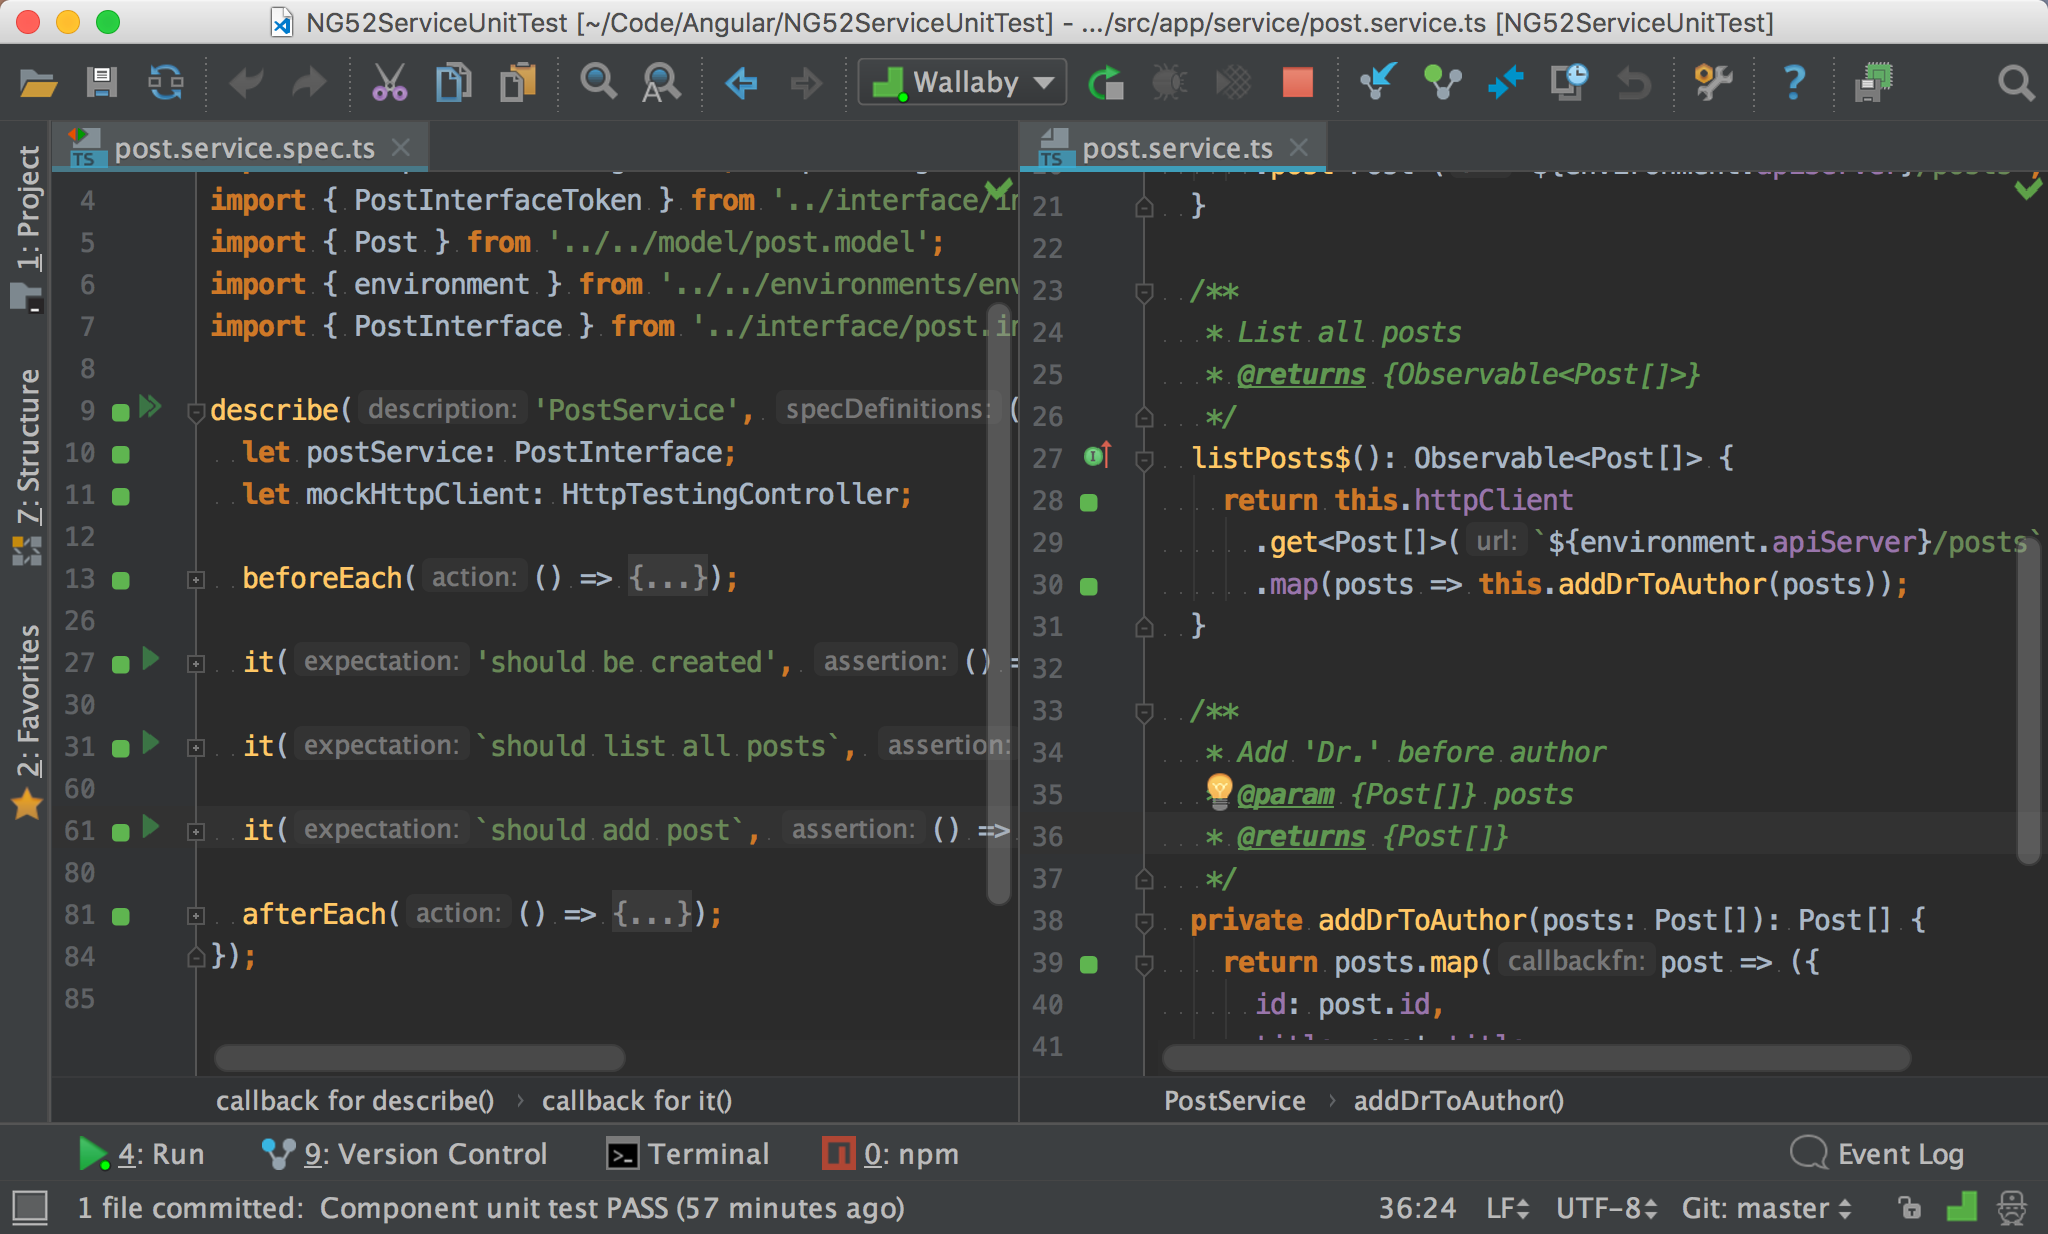 NG52ServiceUnitTest [~/Code/Angular/NG52ServiceUnitTest] - .../src/app/service/post.service.ts [NG52ServiceUnitTest]
Wallaby
1: Project
7: Structure
2: Favorites
TS post.service.spec.ts
4 import { PostInterfaceToken } from '../interface/in
5 import { Post } from '../../model/post.model';
6 import { environment } from '../../environments/env
7 import { PostInterface } from '../interface/post.in
8
9 describe( description: 'PostService', specDefinitions: (
10 let postService: PostInterface;
11 let mockHttpClient: HttpTestingController;
12
13 beforeEach( action: () => {...});
26
27 it( expectation: 'should be created', assertion: () =
30
31 it( expectation: `should list all posts`, assertion:
60
61 it( expectation: `should add post`, assertion: () =>
80
81 afterEach( action: () => {...});
84 });
85
callback for describe() › callback for it()
TS post.service.ts
${environment.apiServer}/posts`,
21 }
22
23 /**
24 * List all posts
25 * @returns {Observable<Post[]>}
26 */
27 listPosts$(): Observable<Post[]> {
28 return this.httpClient
29 .get<Post[]>( url: `${environment.apiServer}/posts`
30 .map(posts => this.addDrToAuthor(posts));
31 }
32
33 /**
34 * Add 'Dr.' before author
35 @param {Post[]} posts
36 * @returns {Post[]}
37 */
38 private addDrToAuthor(posts: Post[]): Post[] {
39 return posts.map( callbackfn: post => ({
40 id: post.id,
41
PostService › addDrToAuthor()
4: Run
9: Version Control
Terminal
0: npm
Event Log
1 file committed: Component unit test PASS (57 minutes ago)
36:24 LF UTF-8 Git: master